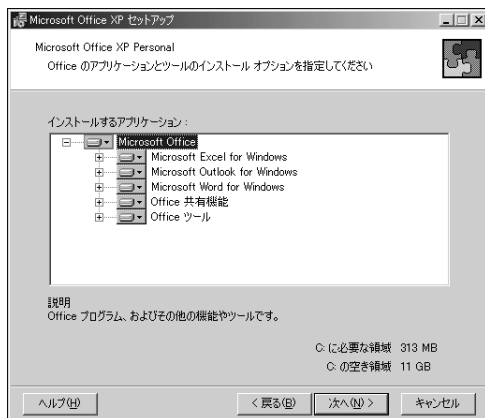 Microsoft Office XP セットアップ
Microsoft Office XP Personal
Office のアプリケーションとツールのインストール オプションを指定してください
インストールするアプリケーション :
Microsoft Office
Microsoft Excel for Windows
Microsoft Outlook for Windows
Microsoft Word for Windows
Office 共有機能
Office ツール
説明
Office プログラム、およびその他の機能やツールです。
C: に必要な領域 313 MB
C: の空き領域 11 GB
ヘルプ(H) < 戻る(B) 次へ(N) > キャンセル